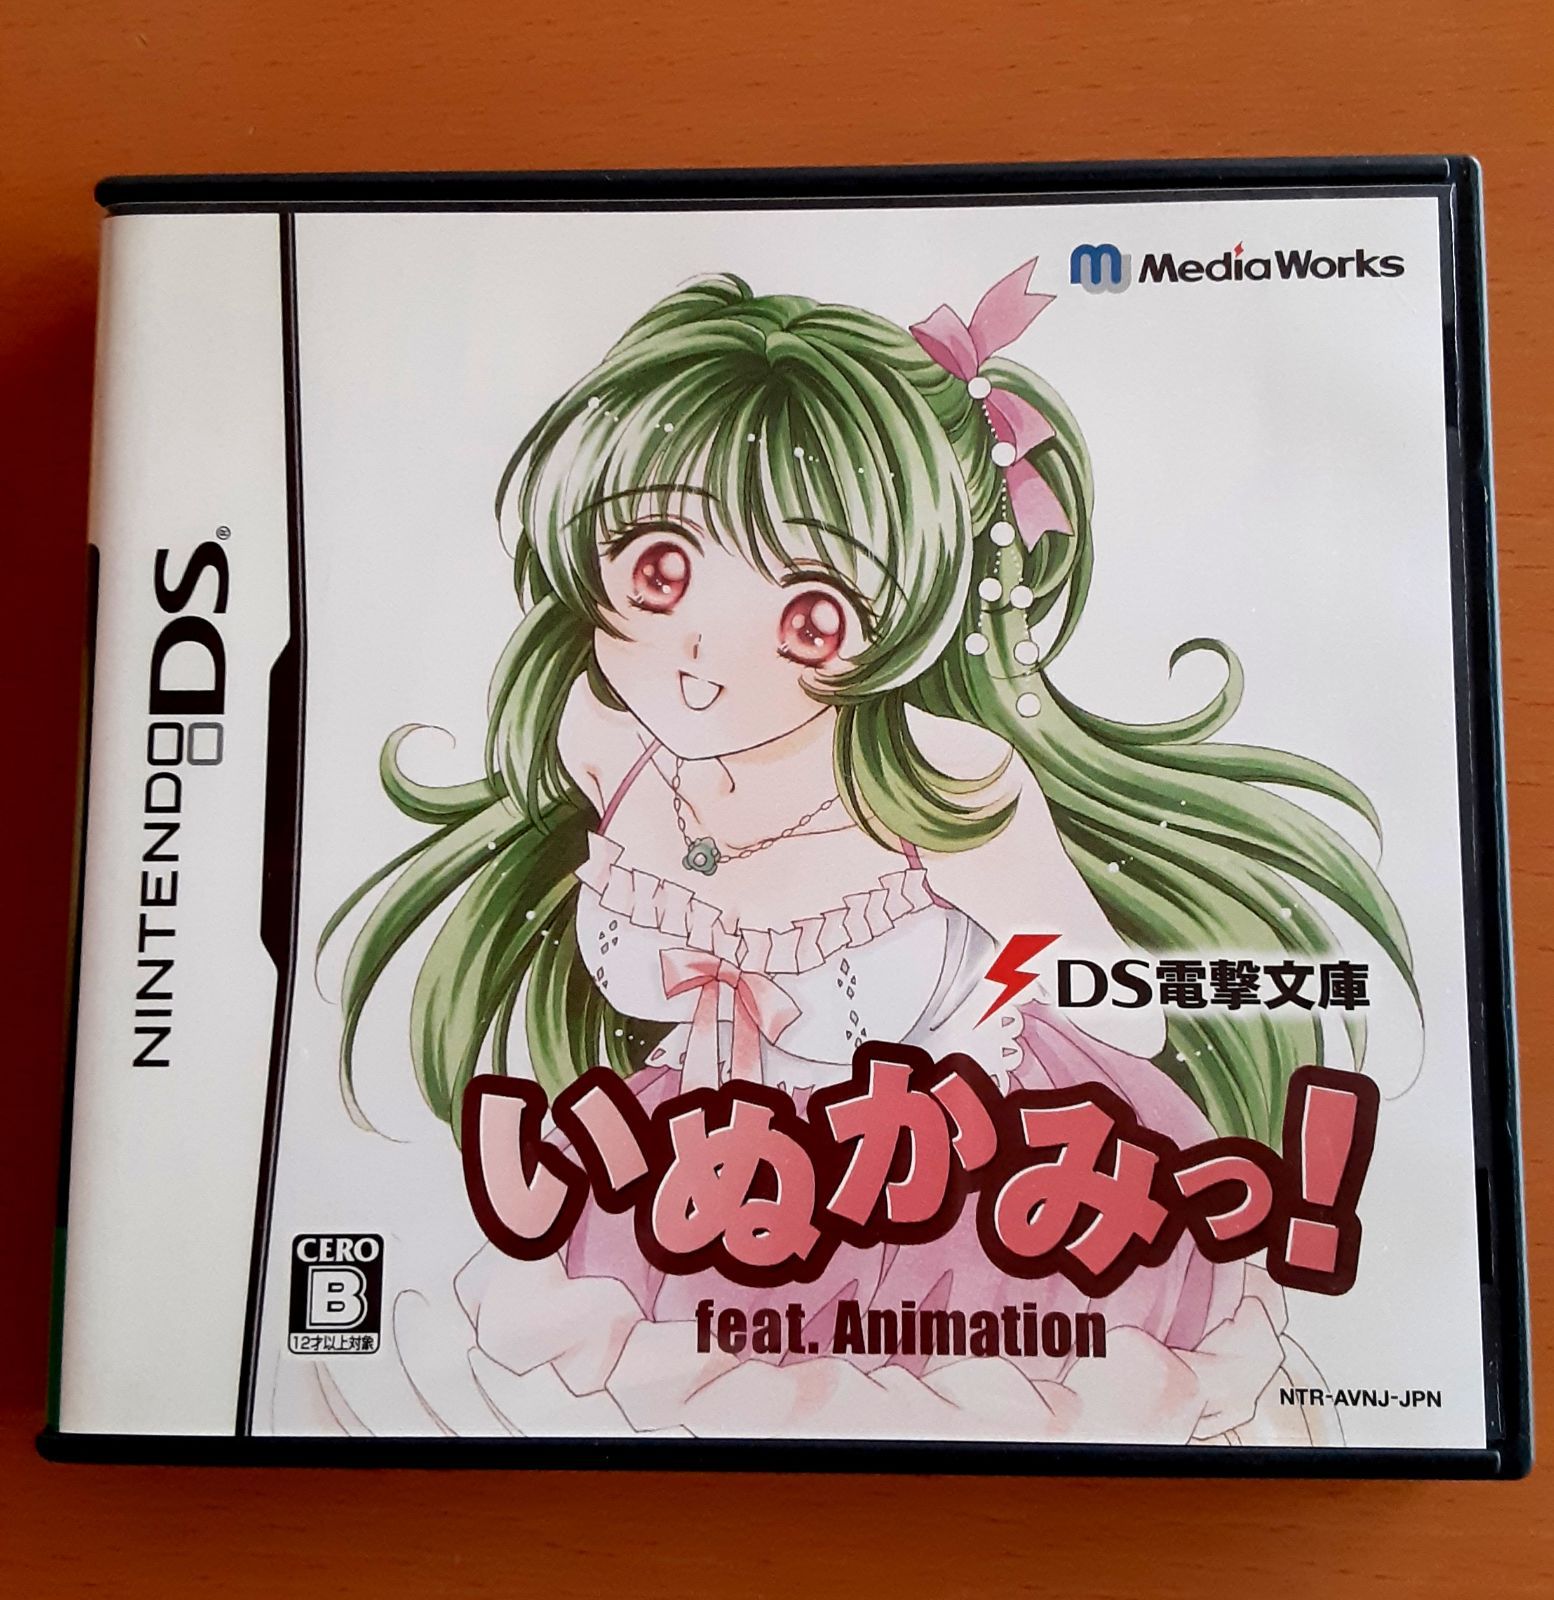 NINTENDO DS®
MediaWorks
DS電撃文庫
いぬかみっ!
feat. Animation
CERO
B
12才以上対象
NTR-AVNJ-JPN